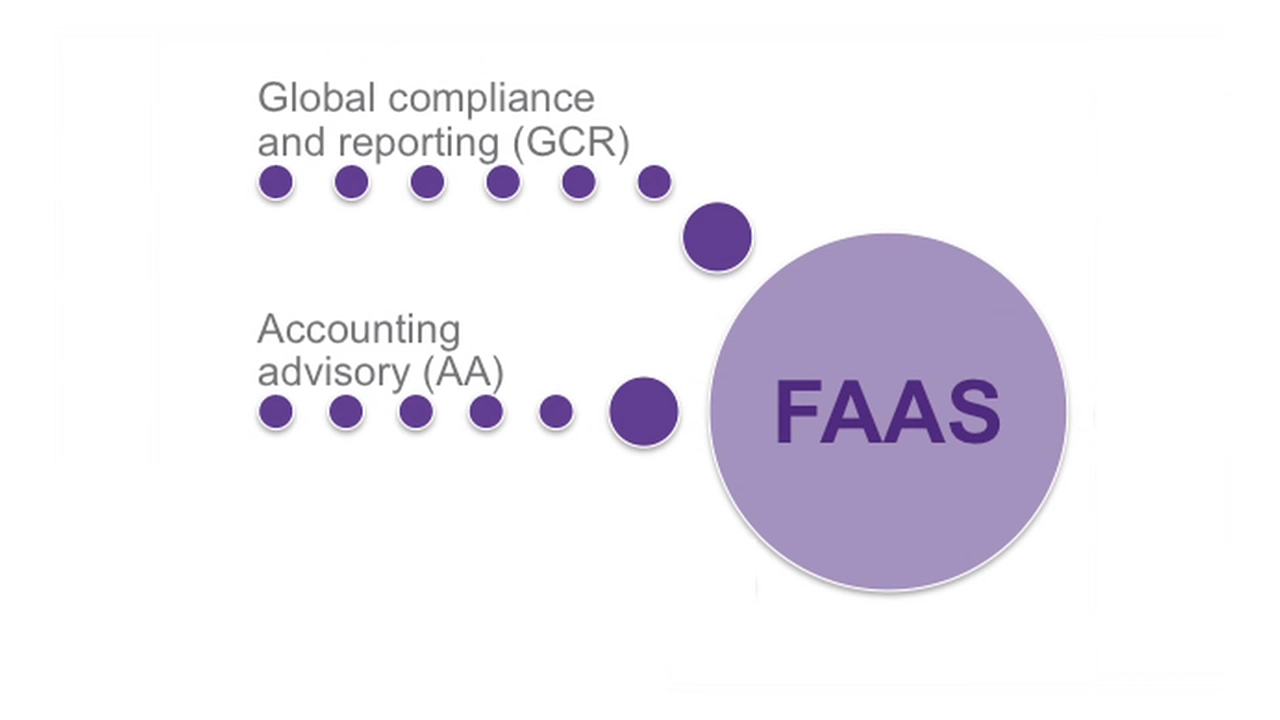 Global compliance
and reporting (GCR)
Accounting
advisory (AA)
FAAS